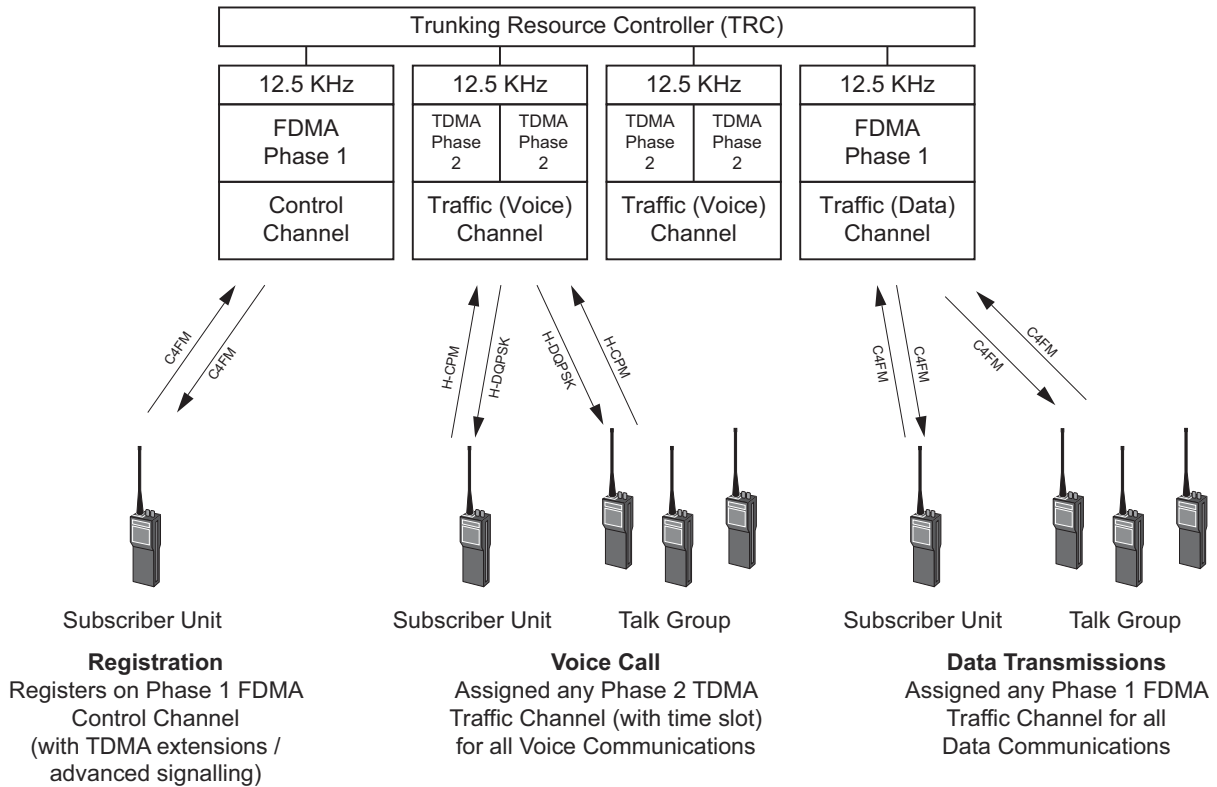 Trunking Resource Controller (TRC)
12.5 KHz
FDMA
Phase 1
Control
Channel
12.5 KHz
TDMA
Phase
2
TDMA
Phase
2
Traffic (Voice)
Channel
12.5 KHz
TDMA
Phase
2
TDMA
Phase
2
Traffic (Voice)
Channel
12.5 KHz
FDMA
Phase 1
Traffic (Data)
Channel
C4FM
C4FM
H-CPM
H-DQPSK
H-DQPSK
H-CPM
C4FM
C4FM
C4FM
C4FM
Subscriber Unit
Registration
Registers on Phase 1 FDMA
Control Channel
(with TDMA extensions /
advanced signalling)
Subscriber Unit
Talk Group
Voice Call
Assigned any Phase 2 TDMA
Traffic Channel (with time slot)
for all Voice Communications
Subscriber Unit
Talk Group
Data Transmissions
Assigned any Phase 1 FDMA
Traffic Channel for all
Data Communications